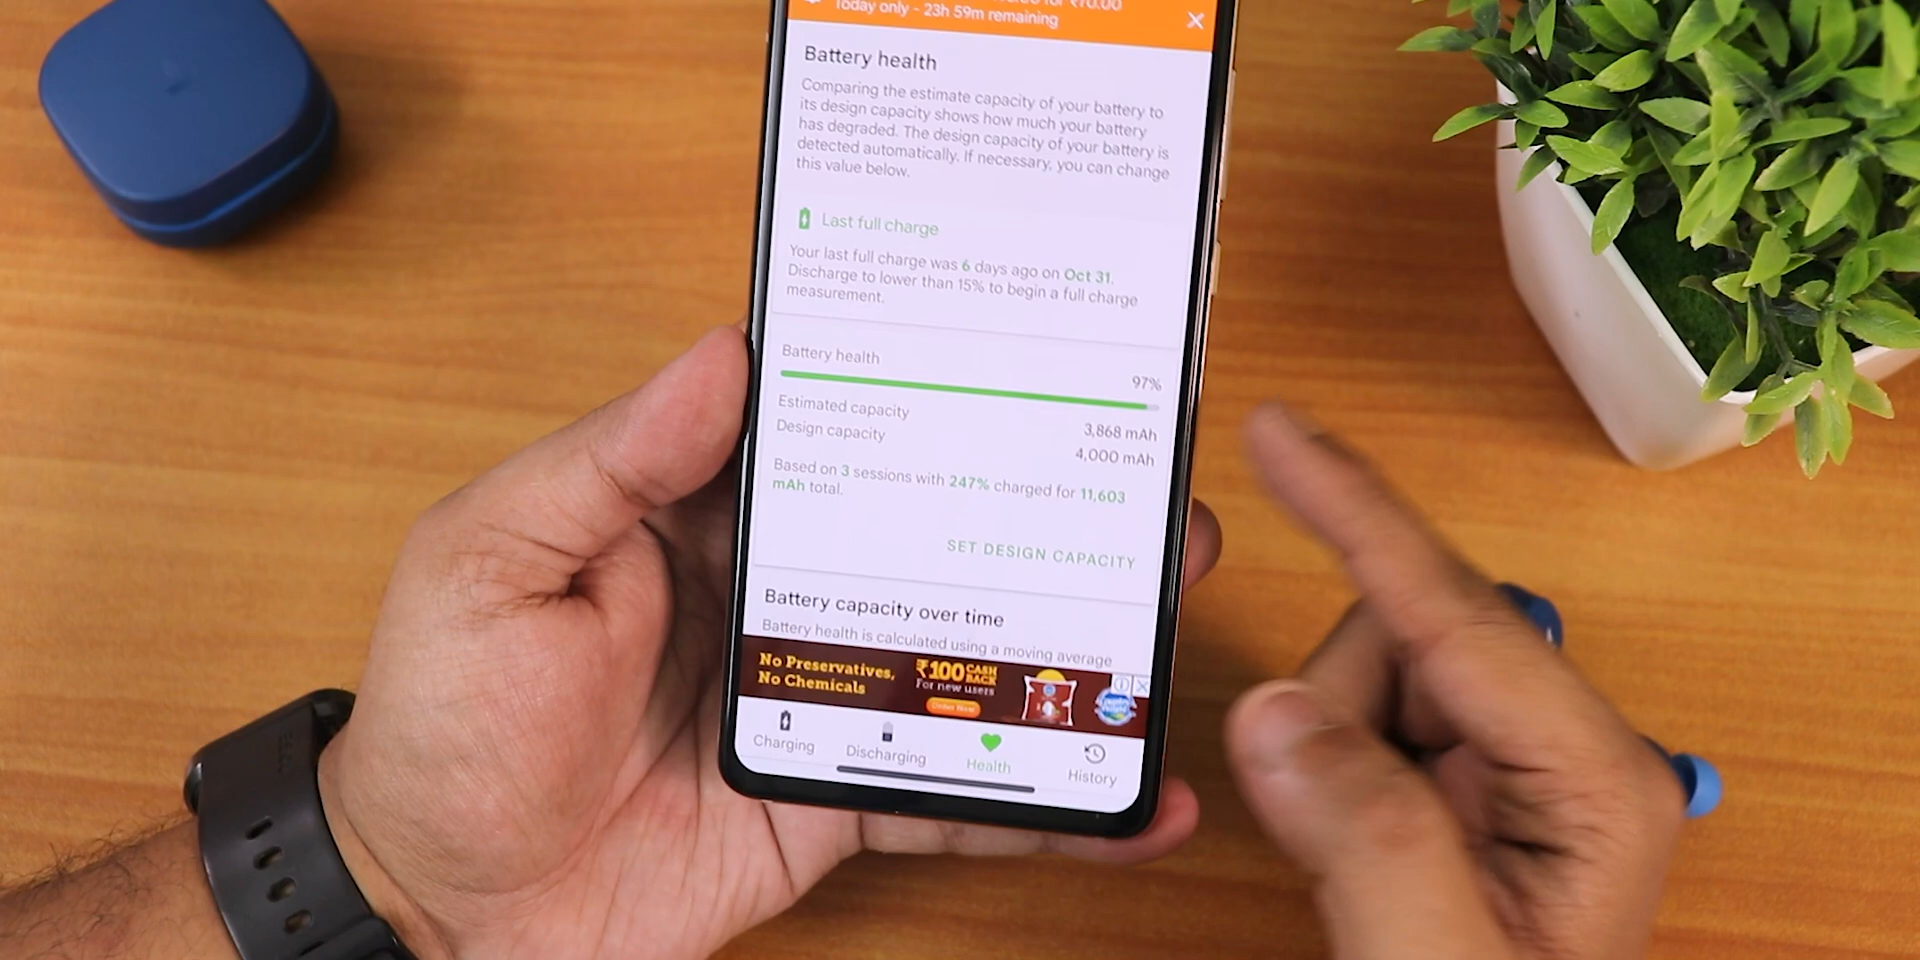 for ₹70.00
Today only - 23h 59m remaining
Battery health
Comparing the estimate capacity of your battery to
its design capacity shows how much your battery
has degraded. The design capacity of your battery is
detected automatically. If necessary, you can change
this value below.
Last full charge
Your last full charge was 6 days ago on Oct 31.
Discharge to lower than 15% to begin a full charge
measurement.
Battery health 97%
Estimated capacity 3,868 mAh
Design capacity 4,000 mAh
Based on 3 sessions with 247% charged for 11,603
mAh total.
SET DESIGN CAPACITY
Battery capacity over time
Battery health is calculated using a moving average
No Preservatives,
No Chemicals
₹100 CASH
BACK
For new users
Order Now
Charging Discharging Health History